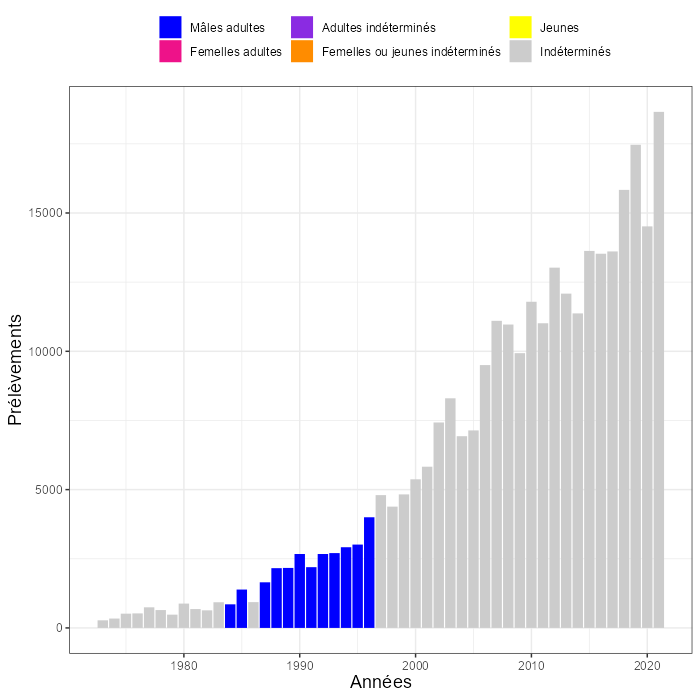 Mâles adultes Adultes indéterminés Jeunes
Femelles adultes Femelles ou jeunes indéterminés Indéterminés
15000
10000
5000
0
Prélèvements
1980 1990 2000 2010 2020
Années